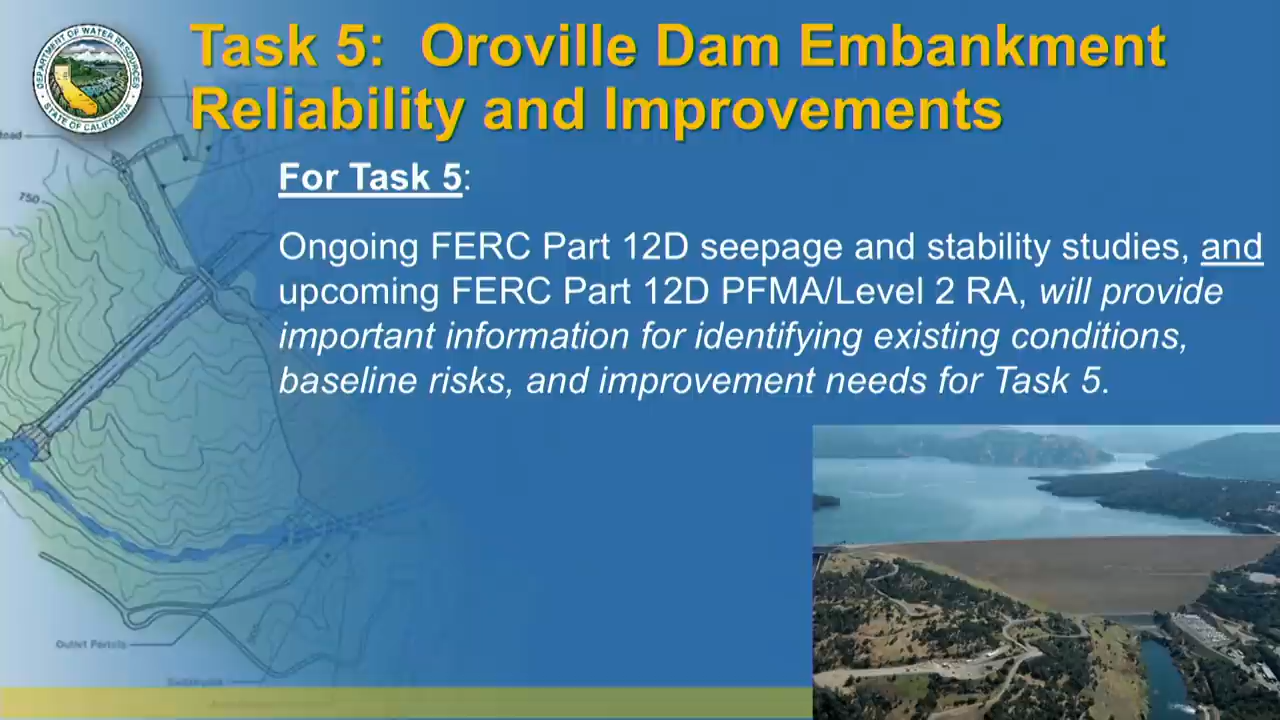 DEPARTMENT OF WATER RESOURCES
STATE OF CALIFORNIA
Task 5: Oroville Dam Embankment
Reliability and Improvements
For Task 5:
Ongoing FERC Part 12D seepage and stability studies, and
upcoming FERC Part 12D PFMA/Level 2 RA, will provide
important information for identifying existing conditions,
baseline risks, and improvement needs for Task 5.
750
Outlet Portals